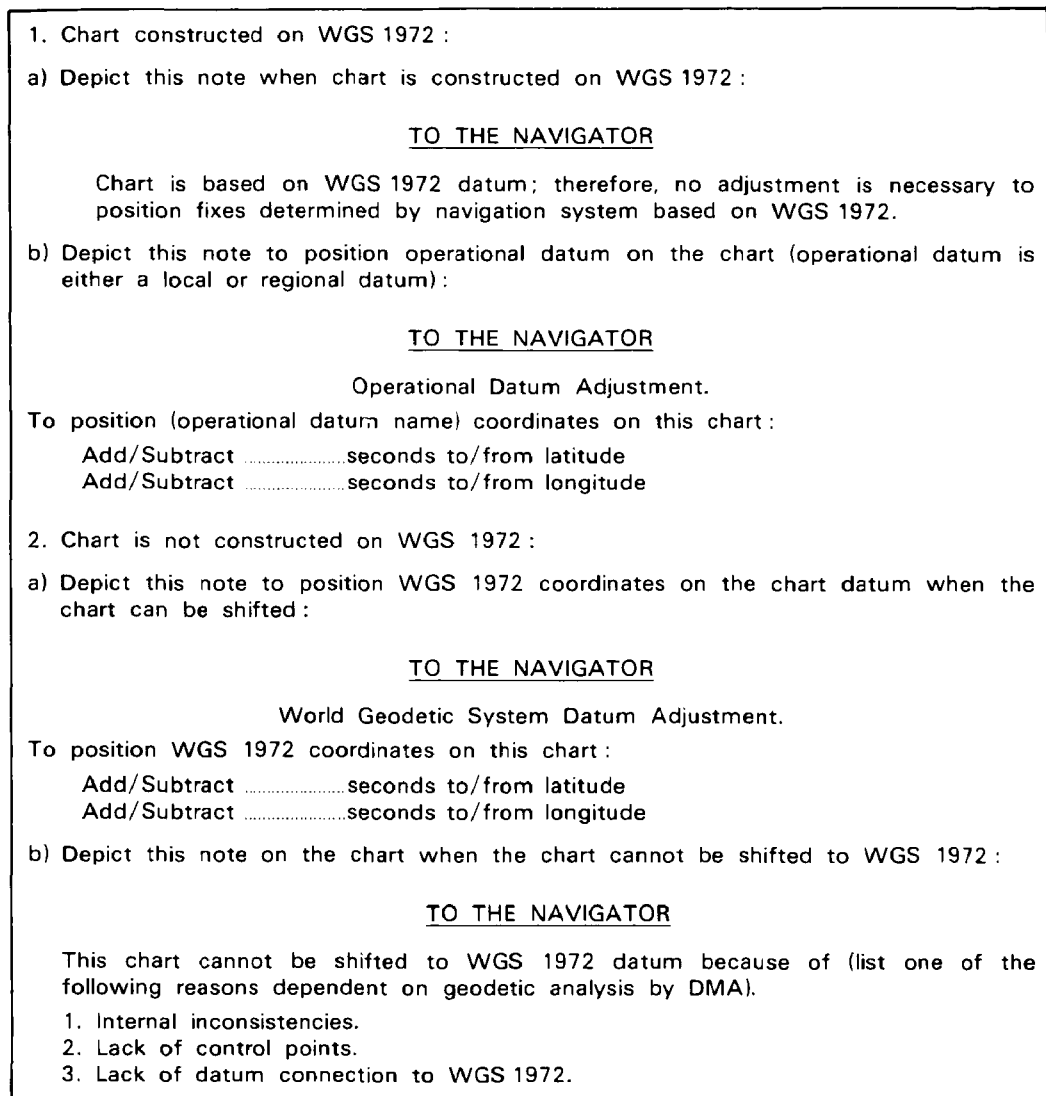 1. Chart constructed on WGS 1972 :
a) Depict this note when chart is constructed on WGS 1972 :
TO THE NAVIGATOR
Chart is based on WGS 1972 datum; therefore, no adjustment is necessary to
position fixes determined by navigation system based on WGS 1972.
b) Depict this note to position operational datum on the chart (operational datum is
either a local or regional datum) :
TO THE NAVIGATOR
Operational Datum Adjustment.
To position (operational datum name) coordinates on this chart :
Add/Subtract ......................seconds to/from latitude
Add/Subtract ......................seconds to/from longitude
2. Chart is not constructed on WGS 1972 :
a) Depict this note to position WGS 1972 coordinates on the chart datum when the
chart can be shifted :
TO THE NAVIGATOR
World Geodetic System Datum Adjustment.
To position WGS 1972 coordinates on this chart :
Add/Subtract ......................seconds to/from latitude
Add/Subtract ......................seconds to/from longitude
b) Depict this note on the chart when the chart cannot be shifted to WGS 1972 :
TO THE NAVIGATOR
This chart cannot be shifted to WGS 1972 datum because of (list one of the
following reasons dependent on geodetic analysis by DMA).
1. Internal inconsistencies.
2. Lack of control points.
3. Lack of datum connection to WGS 1972.